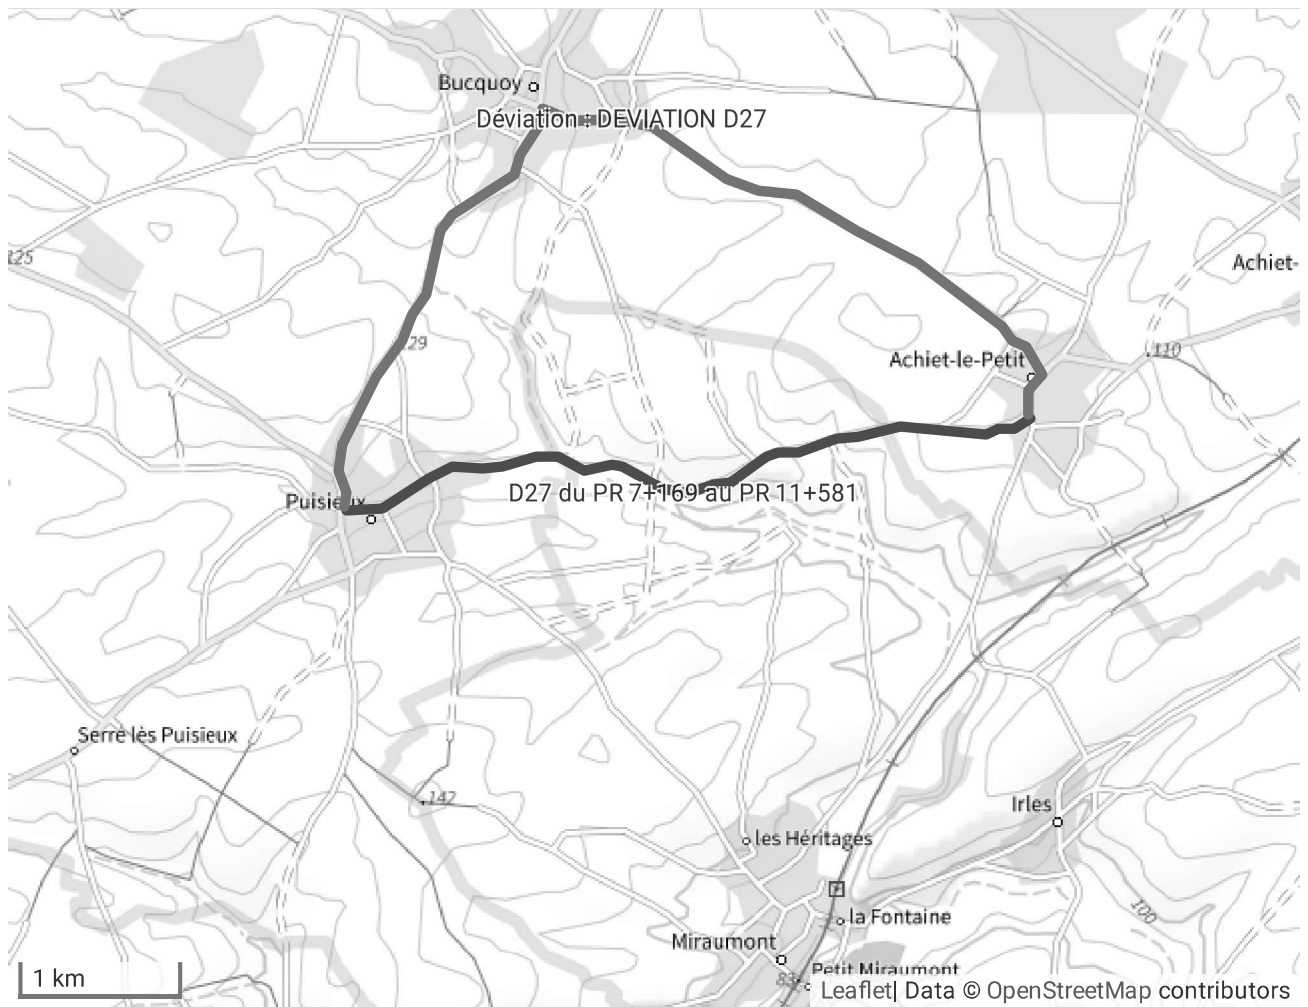 Bucquoy
Déviation : DEVIATION D27
125
Achiet-
129
Achiet-le-Petit
110
Puisieux
D27 du PR 7+169 au PR 11+581
Serre lès Puisieux
142
Irles
les Héritages
100
la Fontaine
Miraumont
Petit Miraumont
83
1 km
Leaflet | Data © OpenStreetMap contributors